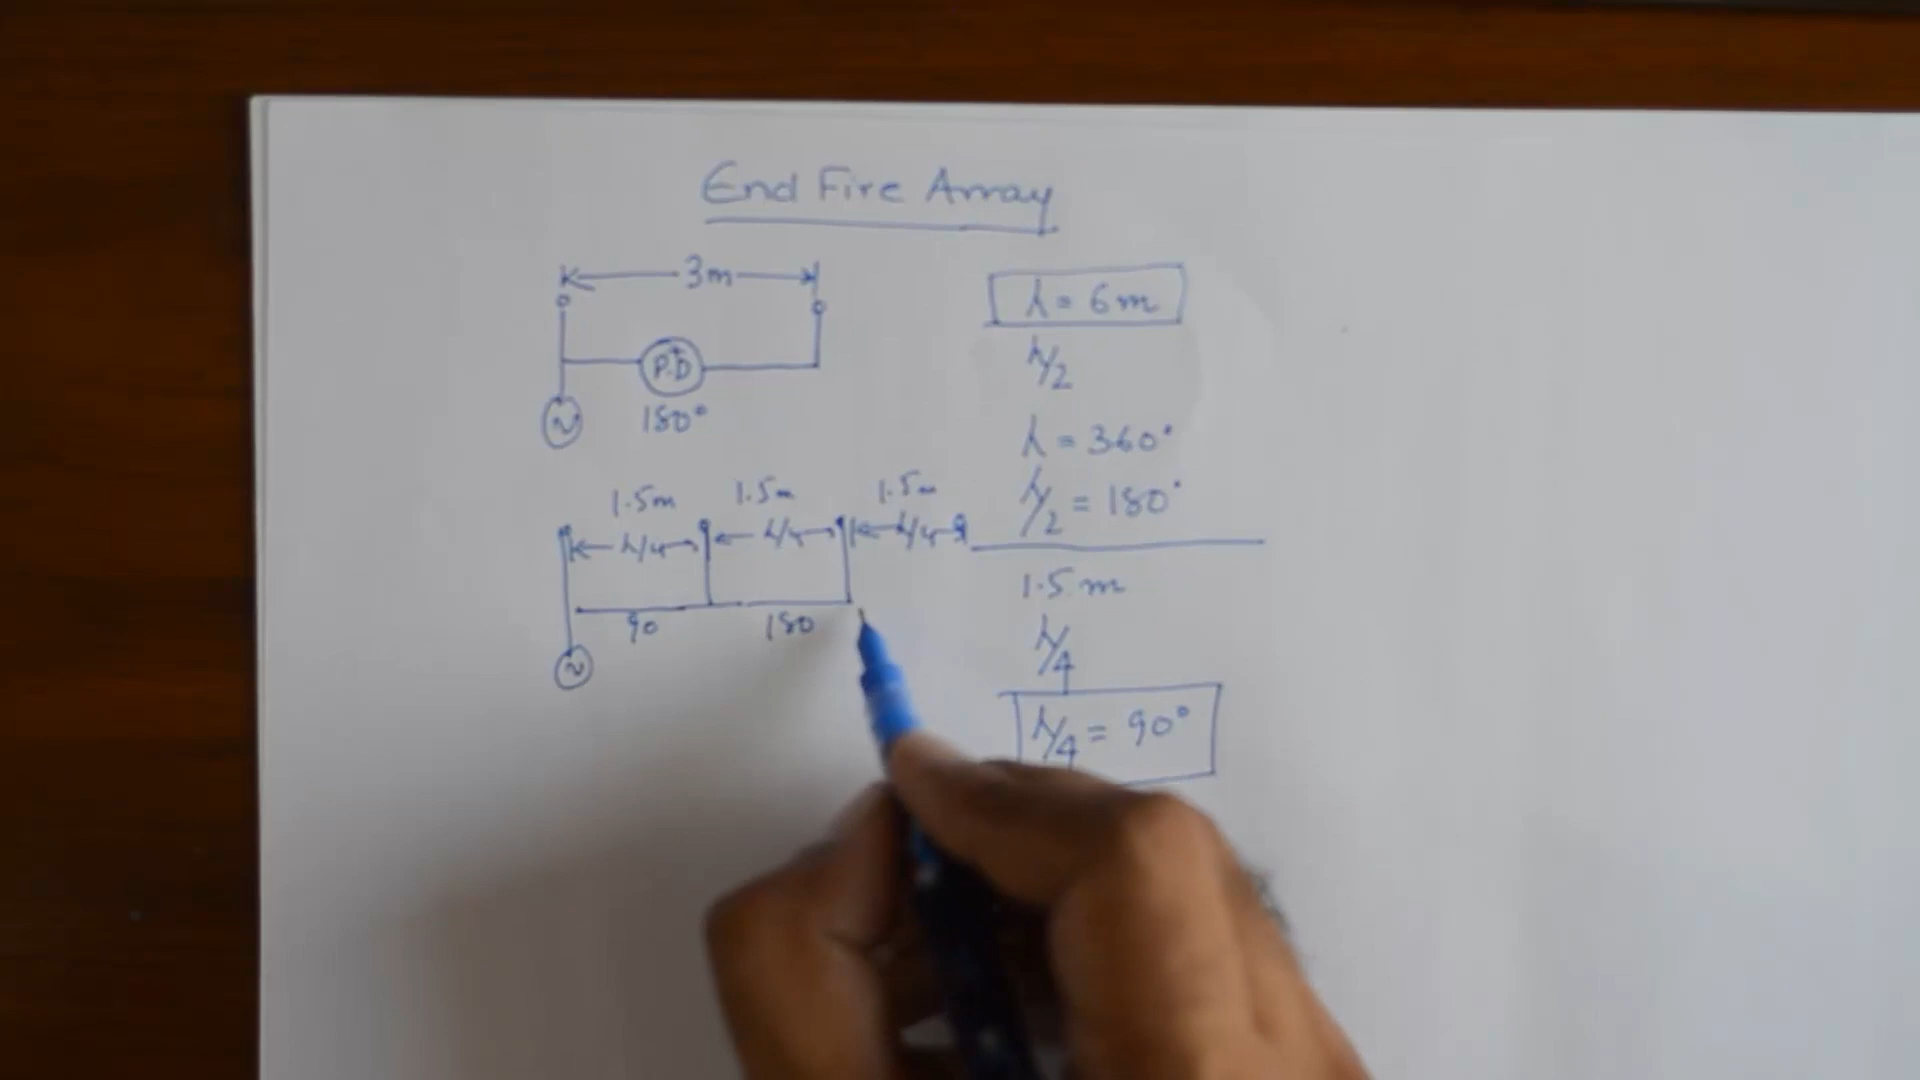 End Fire Array
3m
P.D
180°
λ = 6m
λ/2
λ = 360°
λ/2 = 180°
1.5m 1.5m 1.5m
λ/4 λ/4 λ/4
90 180
~
1.5 m
λ/4
λ/4 = 90°